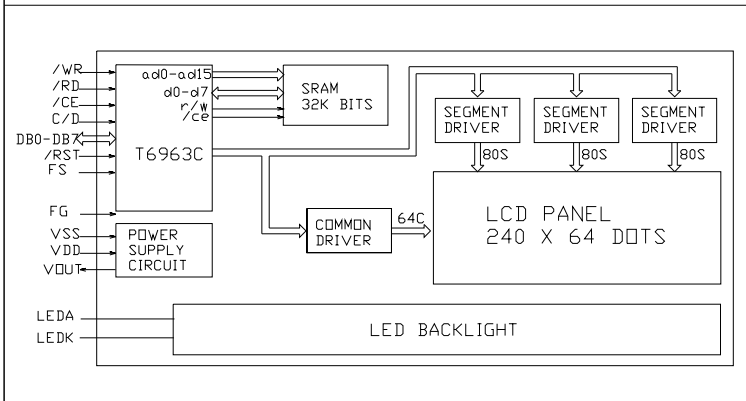 /WR
/RD
/CE
C/D
DB0-DB7
/RST
FS
FG
VSS
VDD
VOUT
LEDA
LEDK
ad0-ad15
d0-d7
r/w
/ce
T6963C
SRAM
32K BITS
SEGMENT
DRIVER
SEGMENT
DRIVER
SEGMENT
DRIVER
80S
80S
80S
COMMON
DRIVER
64C
LCD PANEL
240 X 64 DOTS
POWER
SUPPLY
CIRCUIT
LED BACKLIGHT